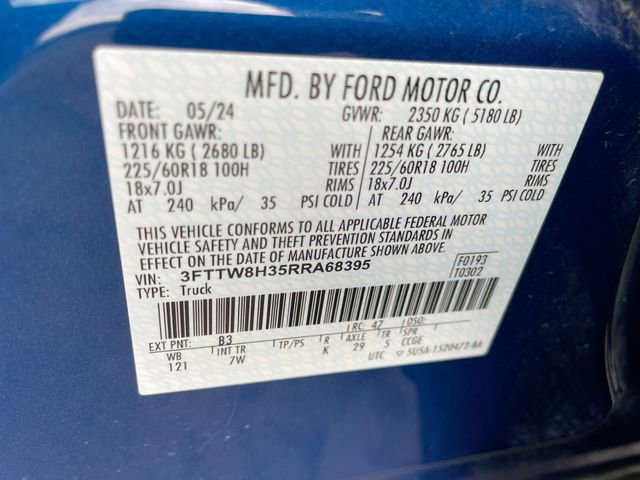 MFD. BY FORD MOTOR CO.
DATE: 05/24 GVWR: 2350 KG ( 5180 LB)
FRONT GAWR: REAR GAWR:
1216 KG ( 2680 LB) WITH 1254 KG ( 2765 LB) WITH
225/60R18 100H TIRES 225/60R18 100H TIRES
18x7.0J RIMS 18x7.0J RIMS
AT 240 kPa/ 35 PSI COLD AT 240 kPa/ 35 PSI COLD
THIS VEHICLE CONFORMS TO ALL APPLICABLE FEDERAL MOTOR
VEHICLE SAFETY AND THEFT PREVENTION STANDARDS IN
EFFECT ON THE DATE OF MANUFACTURE SHOWN ABOVE.
VIN: 3FTTW8H35RRA68395 F0193
TYPE: Truck T0302
EXT PNT: B3 RC: 47 DSO:
WB INT TR TP/PS R AXLE TR SPR
121 7W K 29 5 CCGE
UTC